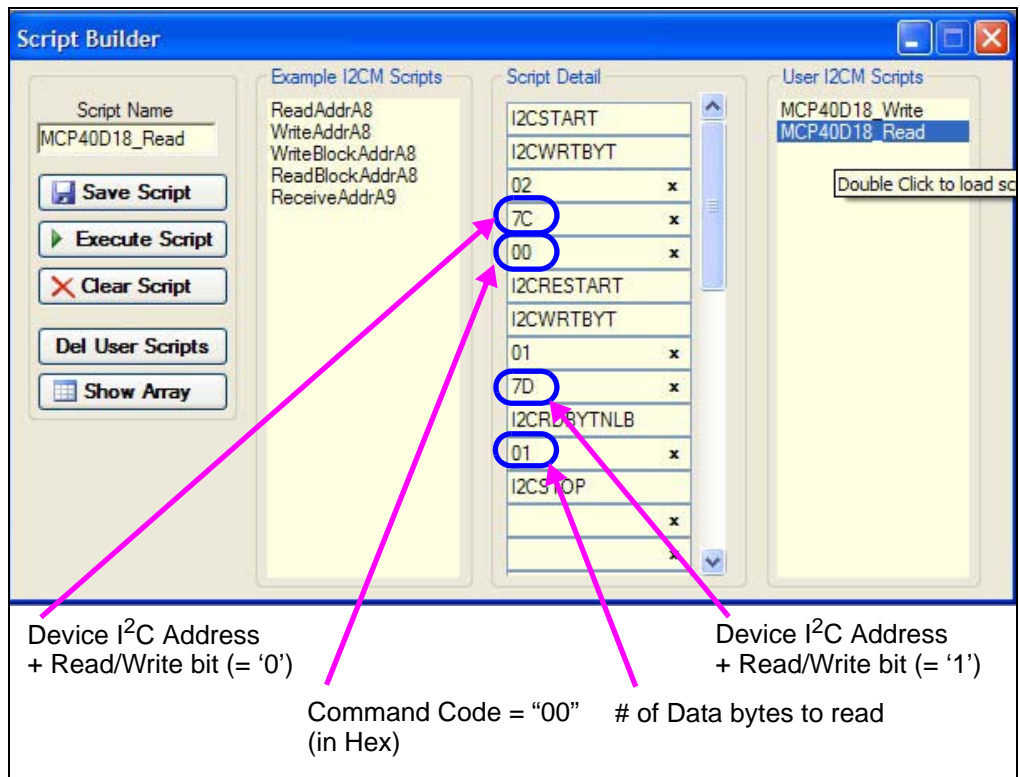 Script Builder
Script Name
MCP40D18_Read
Save Script
Execute Script
Clear Script
Del User Scripts
Show Array
Example I2CM Scripts
ReadAddrA8
WriteAddrA8
WriteBlockAddrA8
ReadBlockAddrA8
ReceiveAddrA9
Script Detail
I2CSTART
I2CWRTBYT
02 x
7C x
00 x
I2CRESTART
I2CWRTBYT
01 x
7D x
I2CRDBYTNLB
01 x
I2CSTOP
x
x
User I2CM Scripts
MCP40D18_Write
MCP40D18_Read
Double Click to load sc
Device I²C Address
+ Read/Write bit (= ‘0’)
Device I²C Address
+ Read/Write bit (= ‘1’)
Command Code = “00”
(in Hex)
# of Data bytes to read